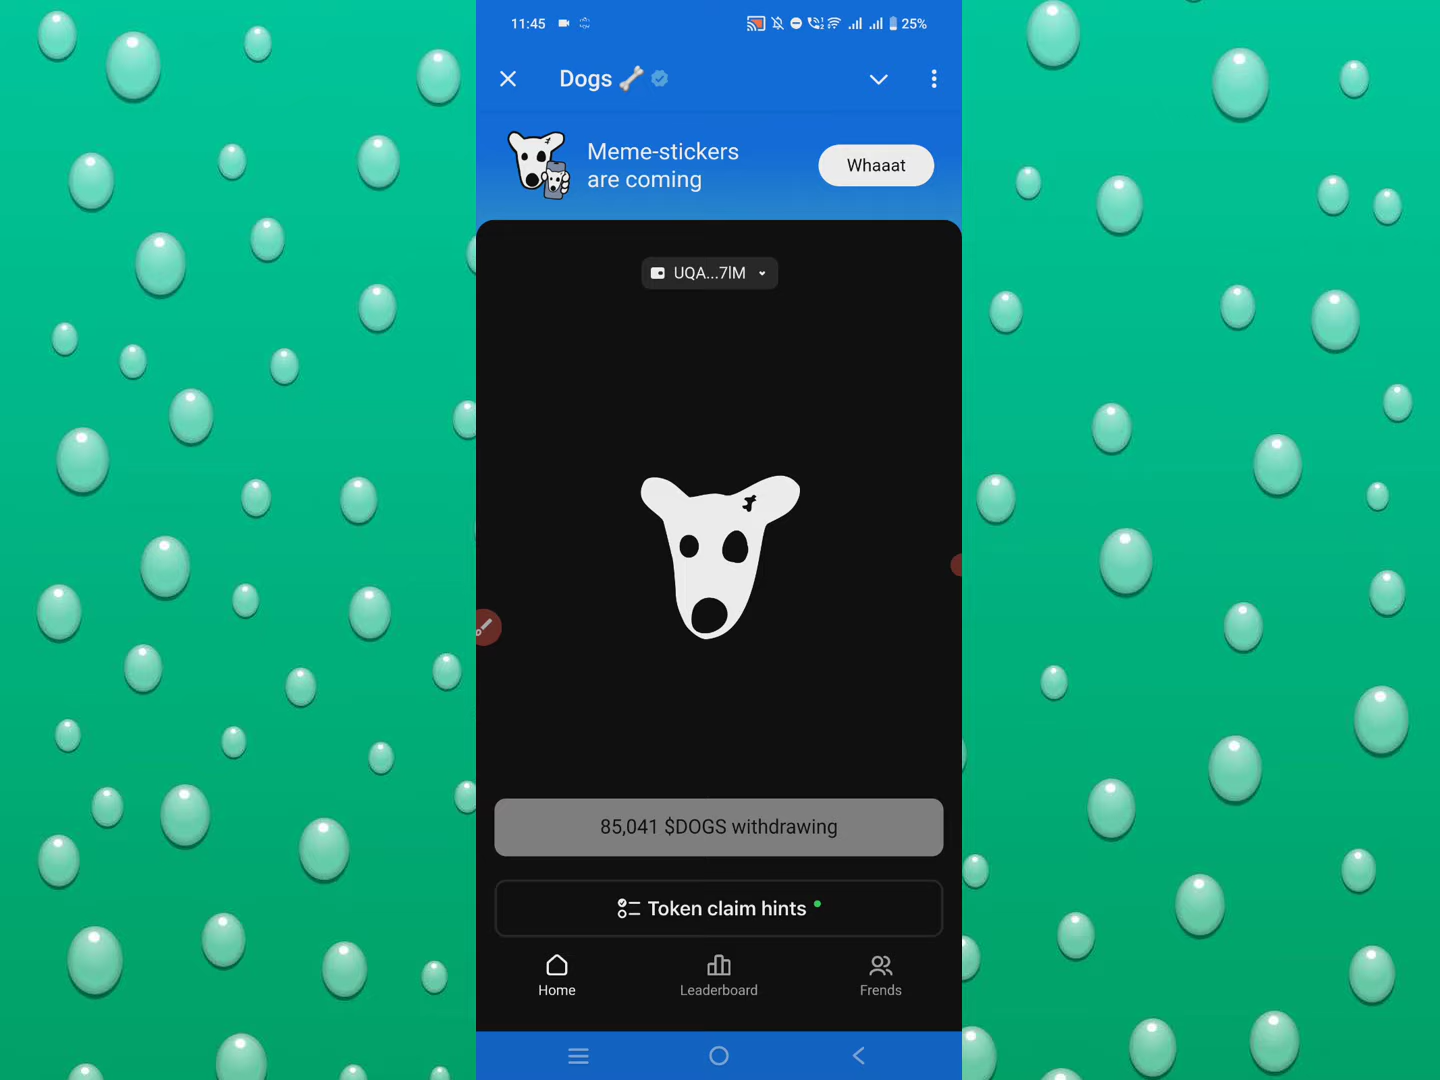 11:45
25%
Dogs
Meme-stickers
are coming
Whaaat
UQA...7lM
85,041 $DOGS withdrawing
Token claim hints
Home
Leaderboard
Frends